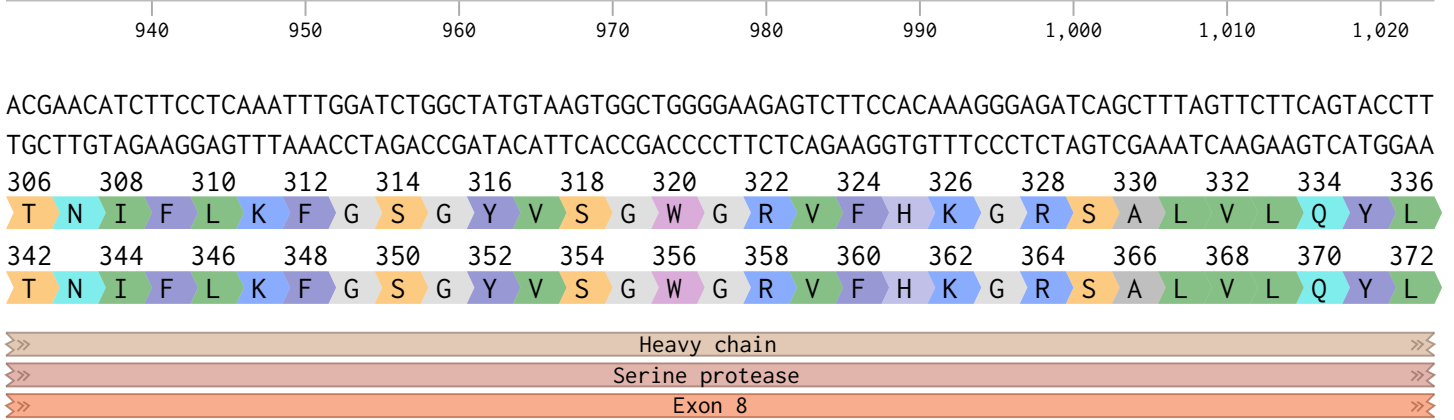 940 950 960 970 980 990 1,000 1,010 1,020
ACGAACATCTTCCTCAAATTTGGATCTGGCTATGTAAGTGGCTGGGGAAGAGTCTTCCACAAAGGGAGATCAGCTTTAGTTCTTCAGTACCTT
TGCTTGTAGAAGGAGTTTAAACCTAGACCGATACATTCACCGACCCCTTCTCAGAAGGTGTTTCCCTCTAGTCGAAATCAAGAAGTCATGGAA
306 308 310 312 314 316 318 320 322 324 326 328 330 332 334 336
T N I F L K F G S G Y V S G W G R V F H K G R S A L V L Q Y L
342 344 346 348 350 352 354 356 358 360 362 364 366 368 370 372
T N I F L K F G S G Y V S G W G R V F H K G R S A L V L Q Y L
Heavy chain
Serine protease
Exon 8